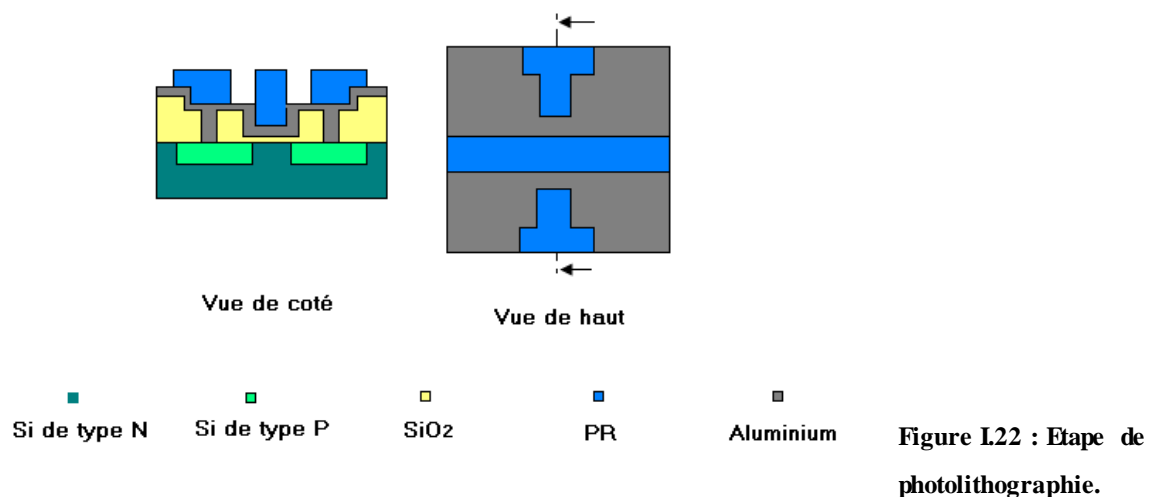 Vue de coté
Vue de haut
Si de type N
Si de type P
SiO2
PR
Aluminium
Figure I.22 : Etape de
photolithographie.